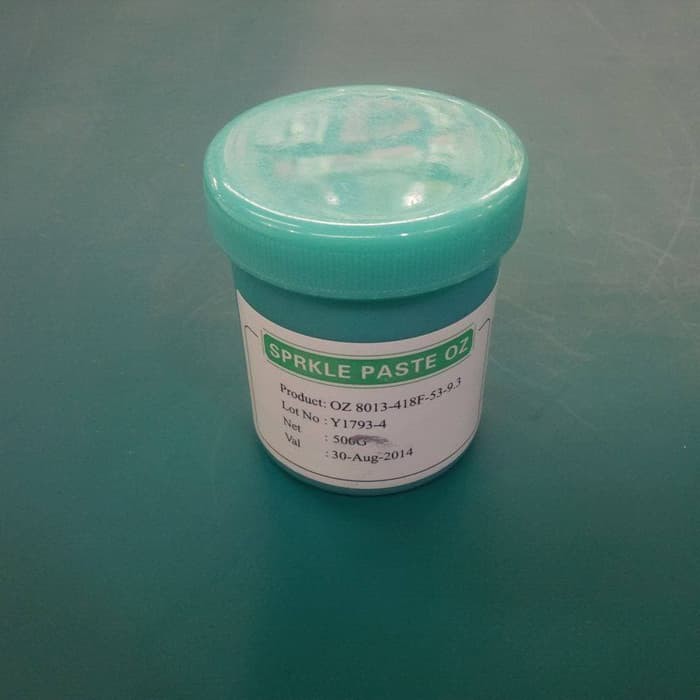 SPRKLE PASTE OZ
Product: OZ 8013-418F-53-9.3
Lot No : Y1793-4
Net : 500G
Val : 30-Aug-2014